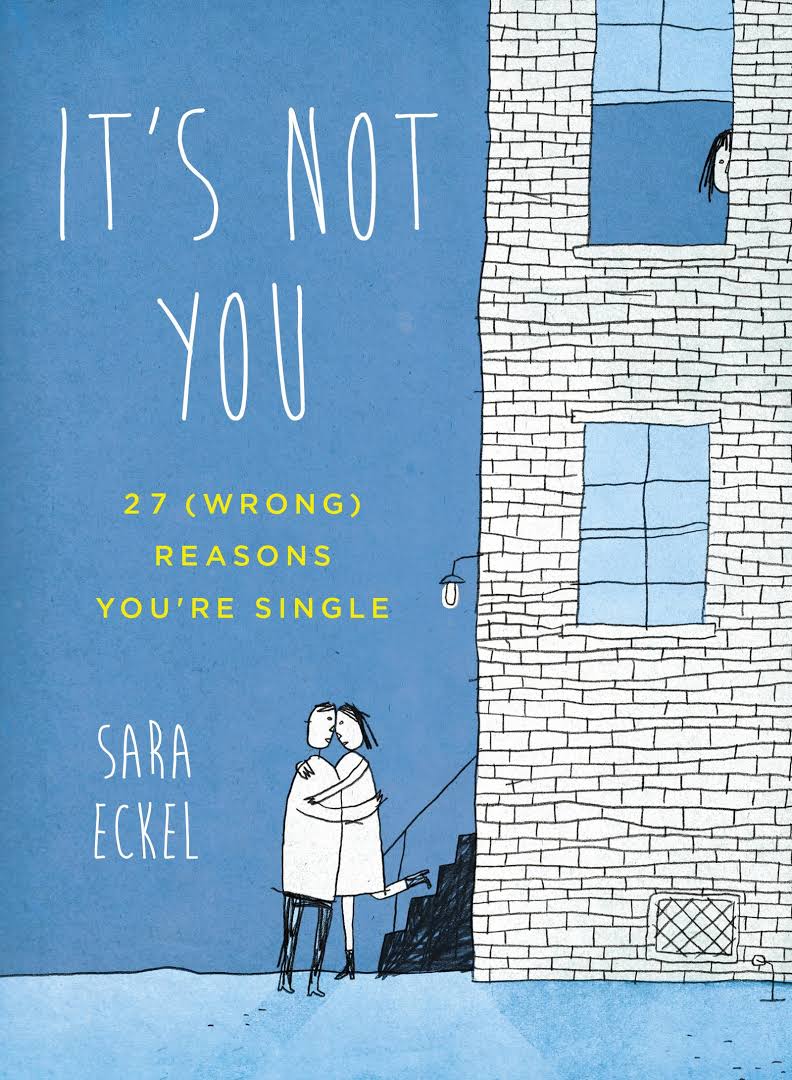 IT'S NOT
YOU
27 (WRONG)
REASONS
YOU'RE SINGLE
SARA
ECKEL